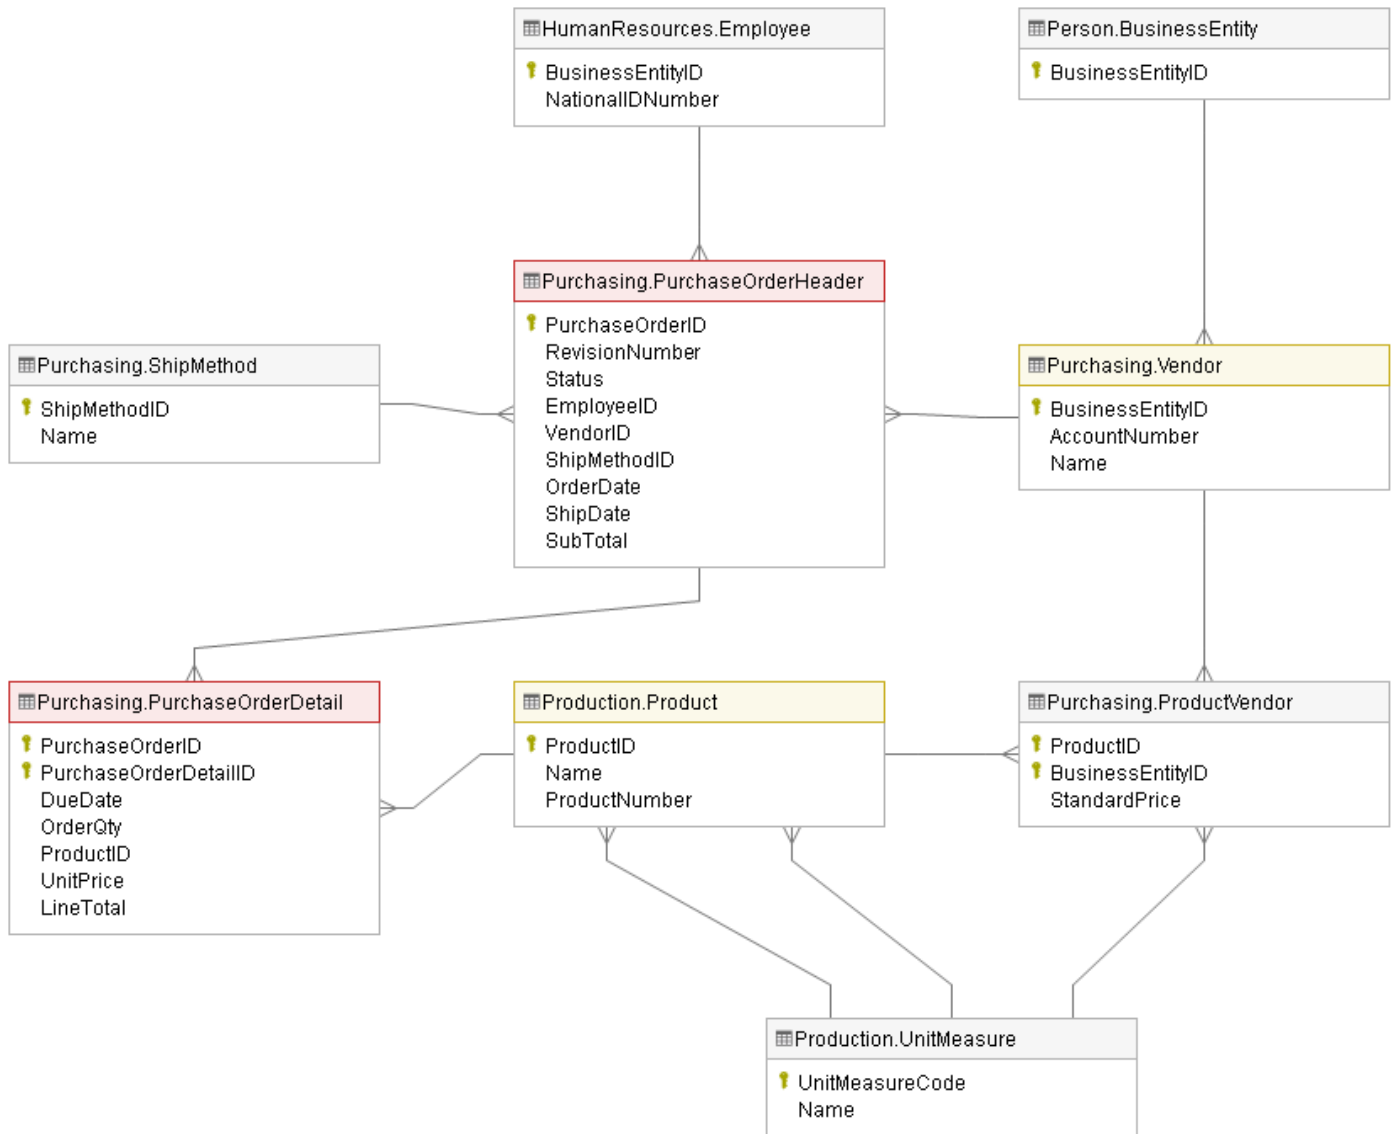 HumanResources.Employee
BusinessEntityID
NationalIDNumber
Person.BusinessEntity
BusinessEntityID
Purchasing.PurchaseOrderHeader
PurchaseOrderID
RevisionNumber
Status
EmployeeID
VendorID
ShipMethodID
OrderDate
ShipDate
SubTotal
Purchasing.ShipMethod
ShipMethodID
Name
Purchasing.Vendor
BusinessEntityID
AccountNumber
Name
Purchasing.PurchaseOrderDetail
PurchaseOrderID
PurchaseOrderDetailID
DueDate
OrderQty
ProductID
UnitPrice
LineTotal
Production.Product
ProductID
Name
ProductNumber
Purchasing.ProductVendor
ProductID
BusinessEntityID
StandardPrice
Production.UnitMeasure
UnitMeasureCode
Name